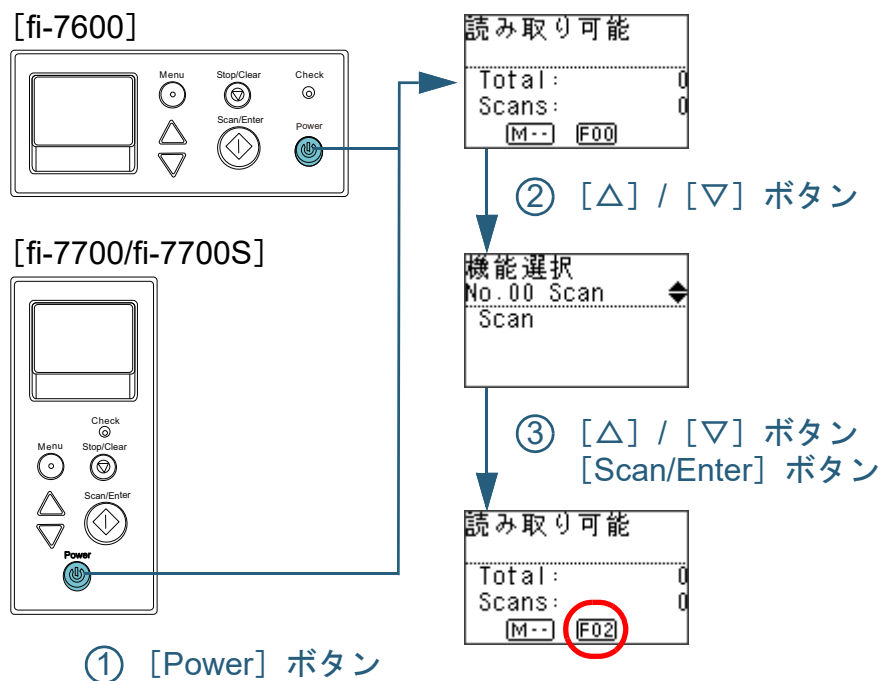 ［fi-7600］
Menu
Stop/Clear
Check
Scan/Enter
Power
［fi-7700/fi-7700S］
Check
Menu
Stop/Clear
Scan/Enter
Power
① ［Power］ボタン
読み取り可能
Total: 0
Scans: 0
M-- F00
② ［△］/［▽］ボタン
機能選択
No.00 Scan
Scan
③ ［△］/［▽］ボタン
［Scan/Enter］ボタン
読み取り可能
Total: 0
Scans: 0
M-- F02